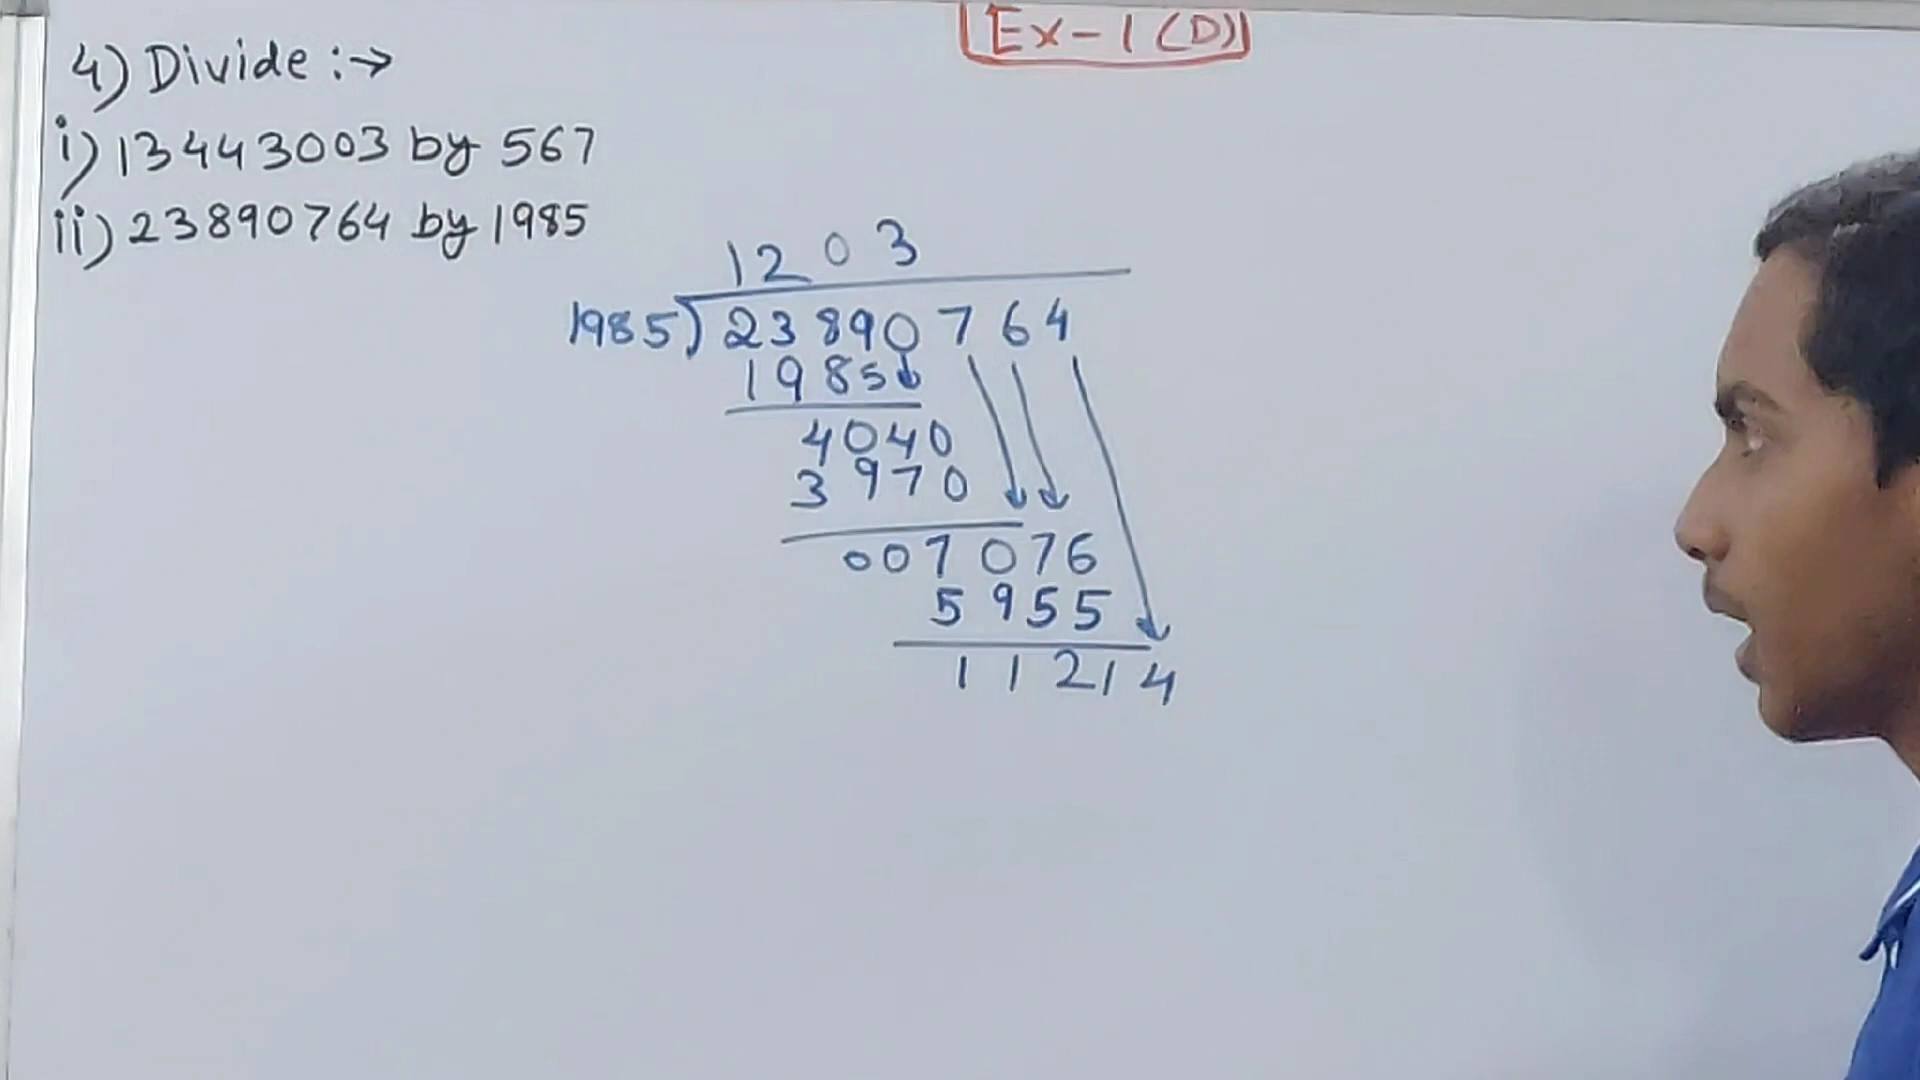 Ex-1(D)
4) Divide :→
i) 13443003 by 567
ii) 23890764 by 1985
1203
1985) 23890764
1985
4040
3970
007076
5955
11214